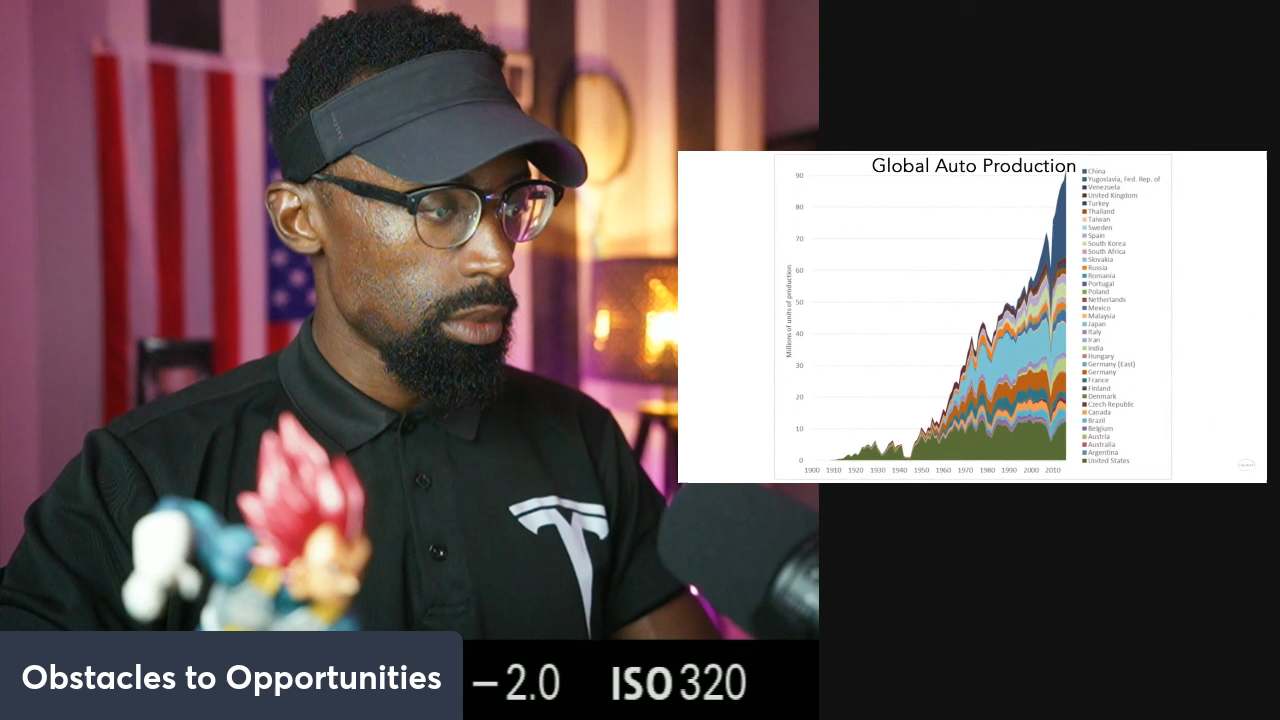 Global Auto Production
Millions of units of production
90
80
70
60
50
40
30
20
10
0
1900 1910 1920 1930 1940 1950 1960 1970 1980 1990 2000 2010
China
Yugoslavia, Fed. Rep. of
Venezuela
United Kingdom
Turkey
Thailand
Taiwan
Sweden
Spain
South Korea
South Africa
Slovakia
Russia
Romania
Portugal
Poland
Netherlands
Mexico
Malaysia
Japan
Italy
Iran
India
Hungary
Germany (East)
Germany
France
Finland
Denmark
Czech Republic
Canada
Brazil
Belgium
Austria
Australia
Argentina
United States
Obstacles to Opportunities
– 2.0 ISO 320